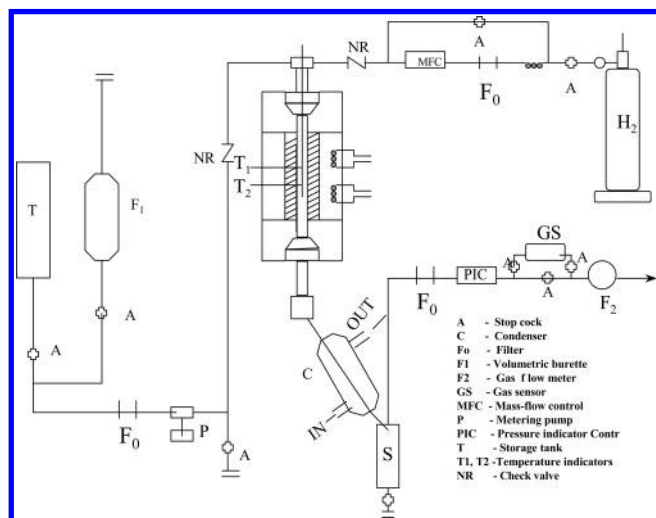 NR
A
MFC
F0
A
H2
NR
T1
T2
T
F1
A
A
F0
P
A
C
OUT
IN
S
F0
PIC
GS
A
A
A
F2
A - Stop cock
C - Condenser
Fo - Filter
F1 - Volumetric burette
F2 - Gas flow meter
GS - Gas sensor
MFC - Mass-flow control
P - Metering pump
PIC - Pressure indicator Contr
T - Storage tank
T1, T2 -Temperature indicators
NR - Check valve